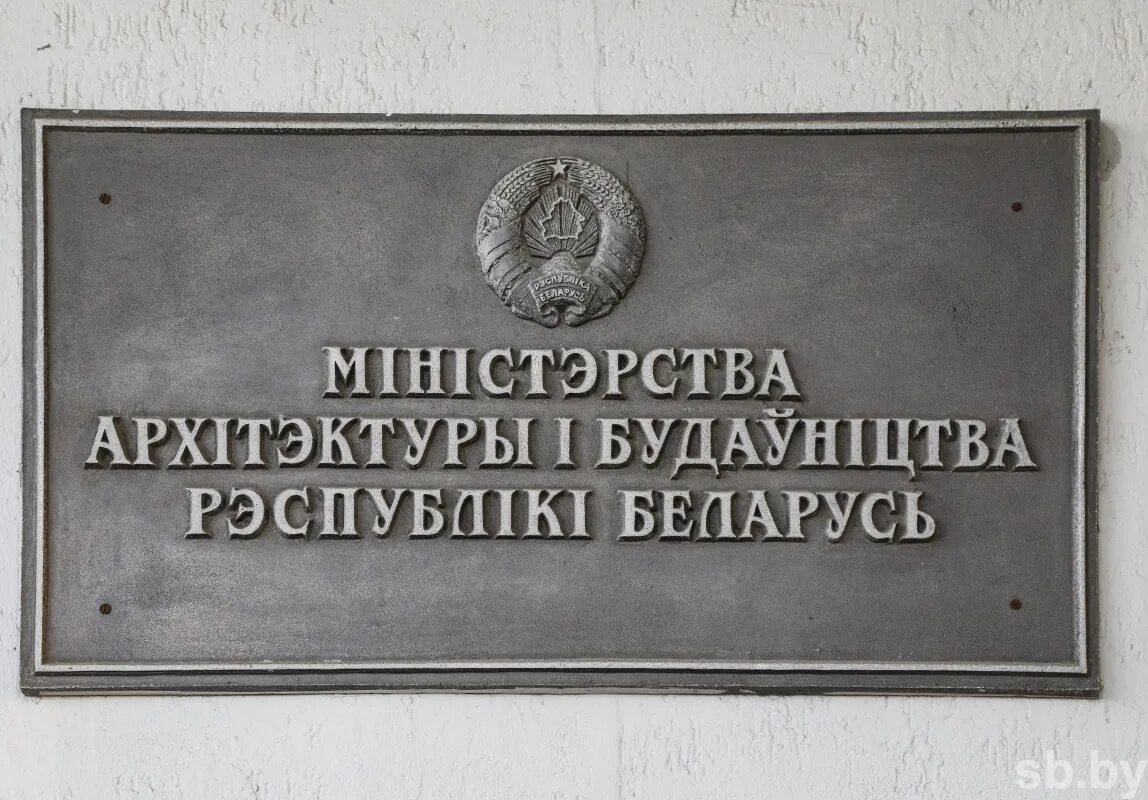 РЭСПУБЛІКА
БЕЛАРУСЬ
МІНІСТЭРСТВА
АРХІТЭКТУРЫ І БУДАЎНІЦТВА
РЭСПУБЛІКІ БЕЛАРУСЬ
sb.by